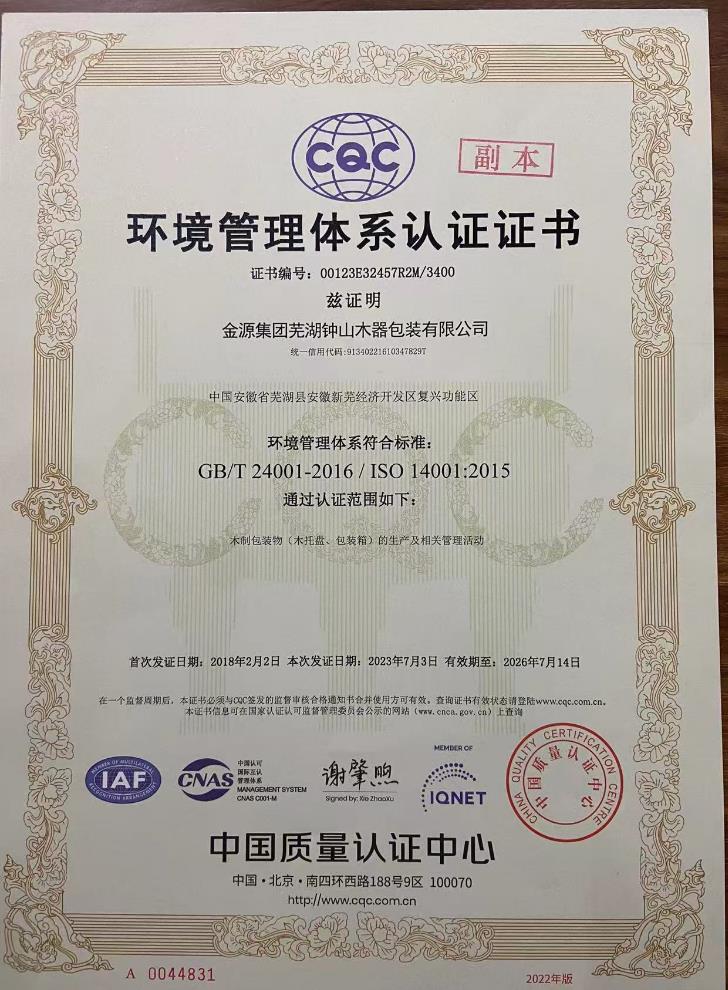 CQC
副本
环境管理体系认证证书
证书编号：00123E32457R2M/3400
兹证明
金源集团芜湖钟山木器包装有限公司
统一信用代码:91340221610347829T
中国安徽省芜湖县安徽新芜经济开发区复兴功能区
环境管理体系符合标准：
GB/T 24001-2016 / ISO 14001:2015
通过认证范围如下：
木制包装物（木托盘、包装箱）的生产及相关管理活动
首次发证日期：2018年2月2日 本次发证日期：2023年7月3日 有效期至：2026年7月14日
在一个监督周期后，本证书必须与CQC签发的监督审核合格通知书合并使用方可有效。查询证书有效状态请登陆www.cqc.com.cn。
本证书信息可在国家认证认可监督管理委员会公示的网站（www.cnca.gov.cn）上查询
MEMBER OF MULTILATERAL
IAF
RECOGNITION ARRANGEMENT
CNAS
中国认可
国际互认
管理体系
MANAGEMENT SYSTEM
CNAS C001-M
谢肇煦
Signed by: Xie ZhaoXu
MEMBER OF
IQNET
CHINA QUALITY CERTIFICATION CENTRE
中国质量认证中心
中国质量认证中心
中国·北京·南四环西路188号9区 100070
http://www.cqc.com.cn
A 0044831
2022年版